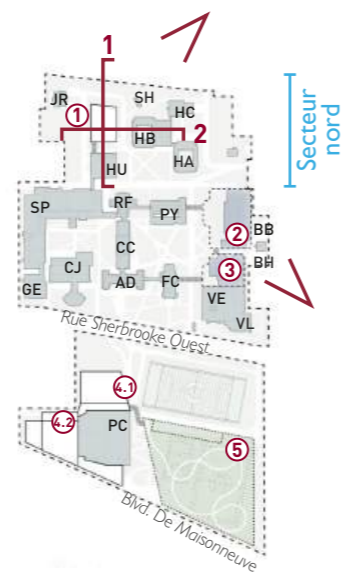 1
JR
SH
HC
1
HB
2
HU
HA
Secteur nord
SP
RF
PY
BB
2
CC
3
BH
CJ
GE
AD
FC
VE
VL
Rue Sherbrooke Ouest
4.1
4.2
PC
5
Blvd. De Maisonneuve